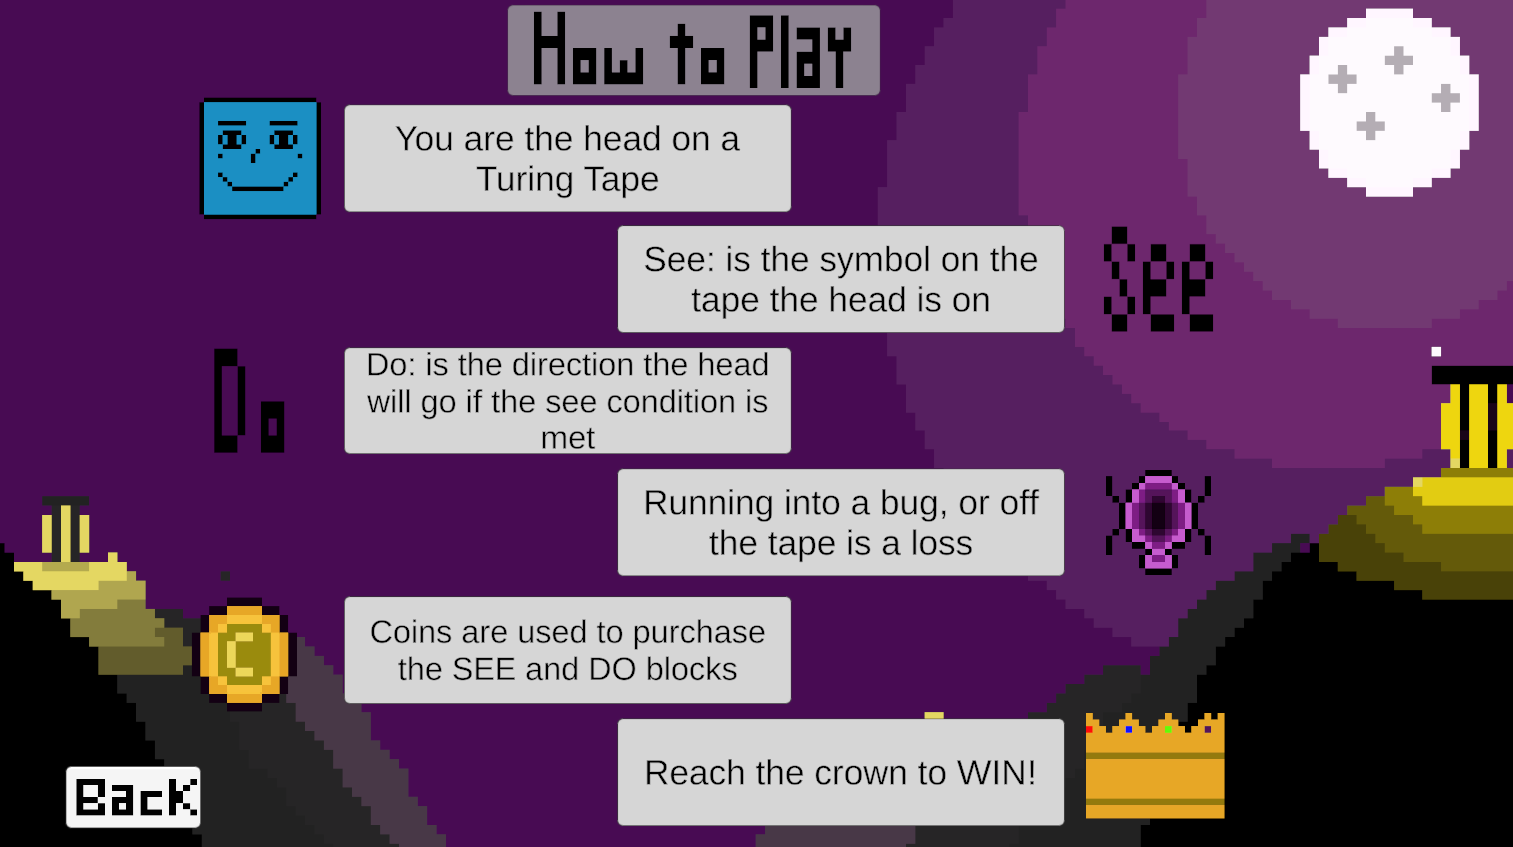 How to Play
You are the head on a
Turing Tape
See: is the symbol on the
tape the head is on
See
Do
Do: is the direction the head
will go if the see condition is
met
Running into a bug, or off
the tape is a loss
C
Coins are used to purchase
the SEE and DO blocks
Reach the crown to WIN!
Back